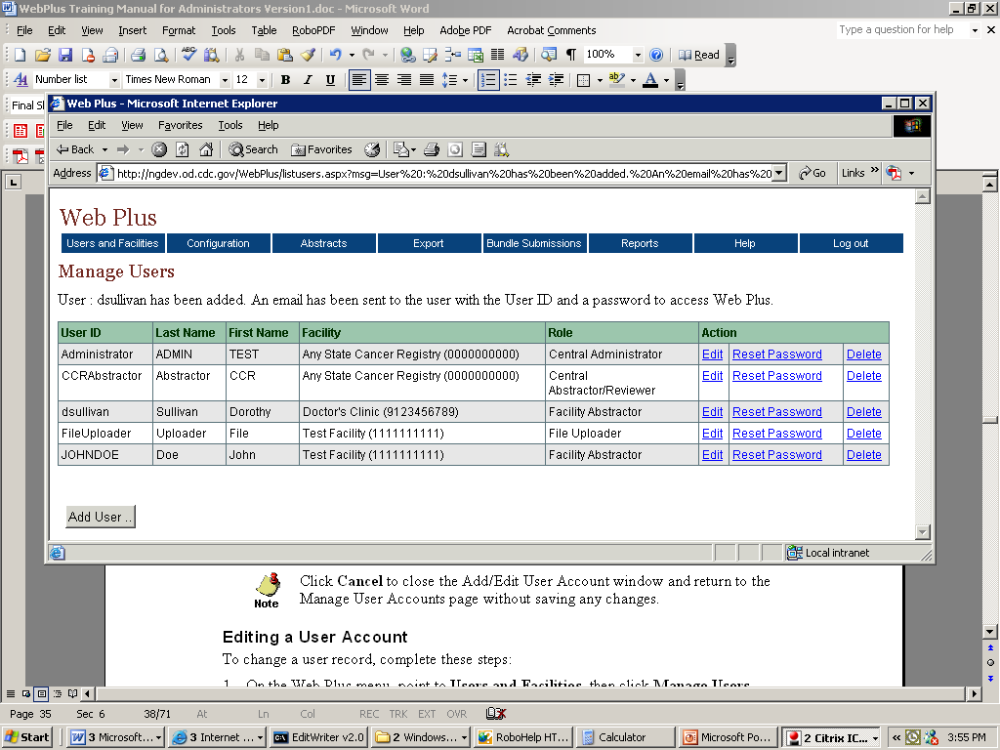 WebPlus Training Manual for Administrators Version1.doc - Microsoft Word
File Edit View Insert Format Tools Table RoboPDF Window Help Adobe PDF Acrobat Comments
Type a question for help
100% Read
Number list Times New Roman 12 B I U
Final
Web Plus - Microsoft Internet Explorer
File Edit View Favorites Tools Help
Back Search Favorites
Address http://ngdev.od.cdc.gov/WebPlus/listusers.aspx?msg=User%20:%20dsullivan%20has%20been%20added.%20An%20email%20has%20 Go Links »
Web Plus
Users and Facilities Configuration Abstracts Export Bundle Submissions Reports Help Log out
Manage Users
User : dsullivan has been added. An email has been sent to the user with the User ID and a password to access Web Plus.
User ID Last Name First Name Facility Role Action
Administrator ADMIN TEST Any State Cancer Registry (0000000000) Central Administrator Edit Reset Password Delete
CCRAbstractor Abstractor CCR Any State Cancer Registry (0000000000) Central Edit Reset Password Delete
Abstractor/Reviewer
dsullivan Sullivan Dorothy Doctor's Clinic (9123456789) Facility Abstractor Edit Reset Password Delete
FileUploader Uploader File Test Facility (1111111111) File Uploader Edit Reset Password Delete
JOHNDOE Doe John Test Facility (1111111111) Facility Abstractor Edit Reset Password Delete
Add User ..
Local intranet
Note
Click Cancel to close the Add/Edit User Account window and return to the
Manage User Accounts page without saving any changes.
Editing a User Account
To change a user record, complete these steps:
1. On the Web Plus menu, point to Users and Facilities, then click Manage Users
Page 35 Sec 6 38/71 At Ln Col REC TRK EXT OVR
Start 3 Microsoft... 3 Internet ... EditWriter v2.0 2 Windows... RoboHelp HT... Calculator Microsoft Po... 2 Citrix IC... « 3:55 PM